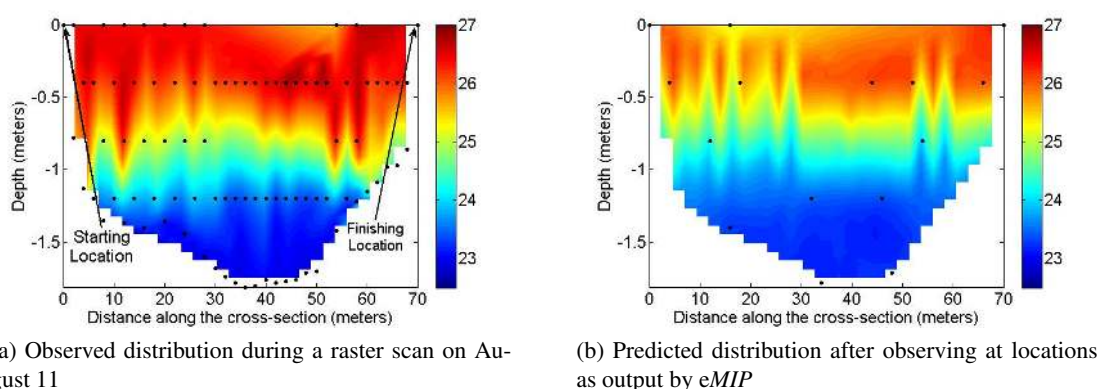 0
-0.5
-1
-1.5
Depth (meters)
Starting
Location
Finishing
Location
0 10 20 30 40 50 60 70
Distance along the cross-section (meters)
27
26
25
24
23
0
-0.5
-1
-1.5
Depth (meters)
0 10 20 30 40 50 60 70
Distance along the cross-section (meters)
27
26
25
24
23
a) Observed distribution during a raster scan on Au-
gust 11
(b) Predicted distribution after observing at locations
as output by eMIP